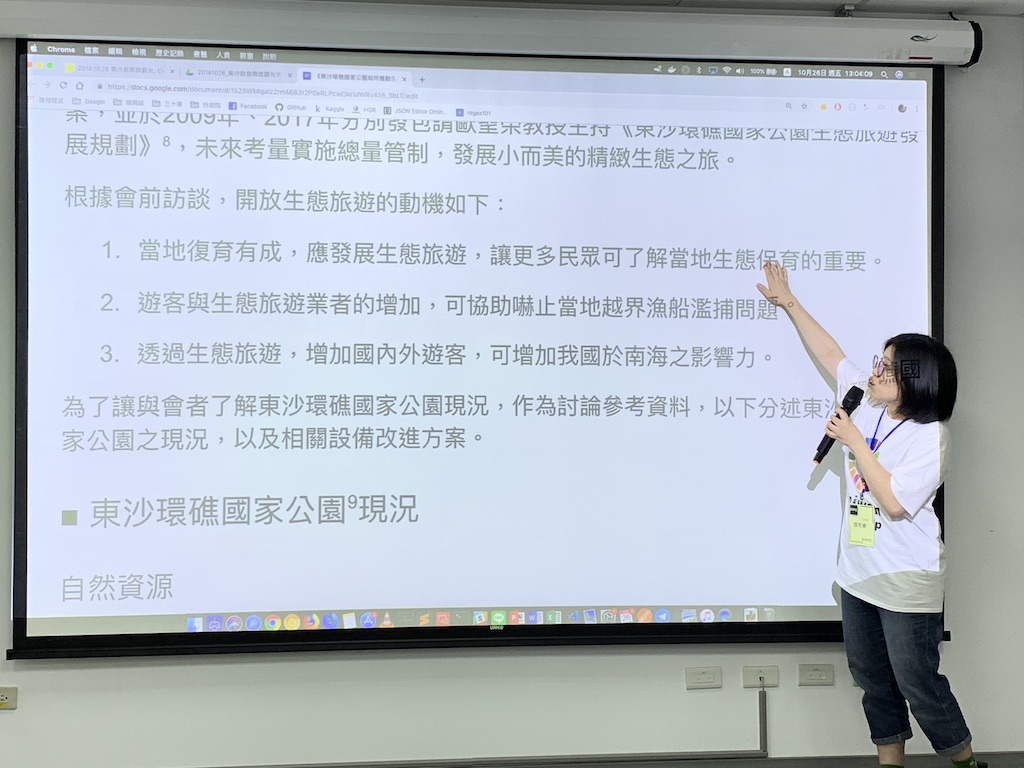 Chrome 檔案 編輯 檢視 歷史記錄 書籤 人員 視窗 說明
100% 10月26日 週五 13:04:09
https://docs.google.com/document/d/
Google
Facebook
GitHub
Kaggle
HDR
JSON Editor Onlin...
regex101
案，並於2009年、2017年分別發包請歐聖榮教授主持《東沙環礁國家公園生態旅遊發
展規劃》8，未來考量實施總量管制，發展小而美的精緻生態之旅。
根據會前訪談，開放生態旅遊的動機如下：
1. 當地復育有成，應發展生態旅遊，讓更多民眾可了解當地生態保育的重要。
2. 遊客與生態旅遊業者的增加，可協助嚇止當地越界漁船濫捕問題
3. 透過生態旅遊，增加國內外遊客，可增加我國於南海之影響力。
為了讓與會者了解東沙環礁國家公園現況，作為討論參考資料，以下分述東沙
家公園之現況，以及相關設備改進方案。
■ 東沙環礁國家公園9現況
自然資源